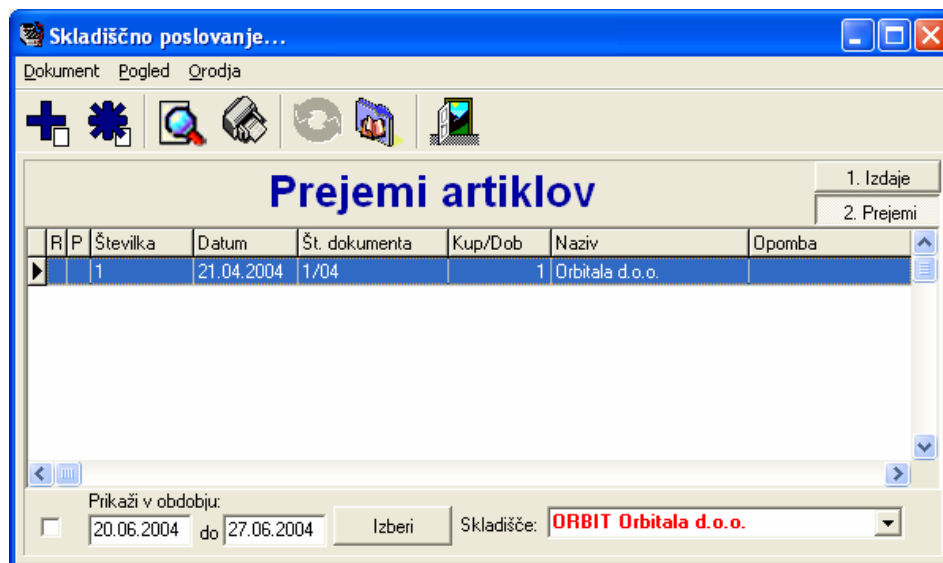 Skladiščno poslovanje...
Dokument Pogled Orodja
Prejemi artiklov
1. Izdaje
2. Prejemi
R P Številka Datum Št. dokumenta Kup/Dob Naziv Opomba
1 21.04.2004 1/04 1 Orbitala d.o.o.
Prikaži v obdobju:
20.06.2004 do 27.06.2004 Izberi Skladišče: ORBIT Orbitala d.o.o.